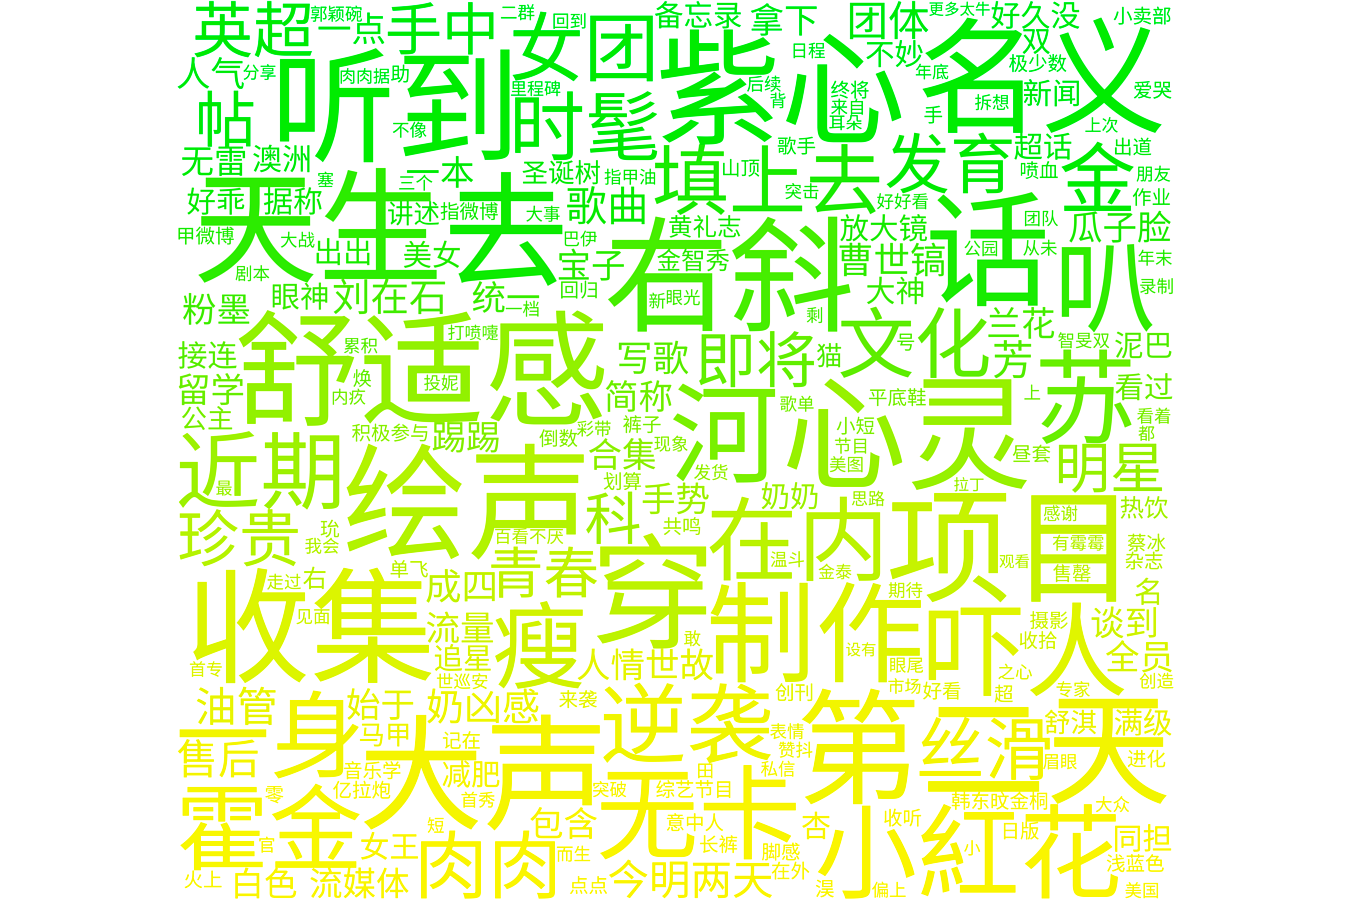 英超 郭颖碗 一点 手中 二群 回到 女团 备忘录 拿下 团体 更多太牛 好久没 小卖部
人气 分享 听到 肉肉据助 紫心 日程 不妙 名义 双 极少数
帖 里程碑 时髦 后续 终将 年底 新闻 爱哭
不像 背 来自 拆想 手 上次
耳朵
无雷 澳洲 二本 圣诞树 指甲油 填上去 山顶 歌手 发育 超话 喷血 金 出道 朋友
好乖 据称 塞 三个 天生去 讲述 指微博 大事 歌曲 突击 好好看 话 团队 瓜子脸 作业
甲微博 大战 出出 美女 巴伊 宝子 黄礼志 右斜 放大镜 公园 从未 叭 年末
剧本 金智秀 曹世镐
粉墨 眼神 刘在石 统一 一档 回归 新眼光 剩 大神 录制
接连 累积 舒适感 打喷嚏 写歌 即将 猫 文化 号 兰花 智旻双 泥巴
留学 焕 投妮 简称 芳 苏 看过
公主 内疚 歌单 平底鞋 上 看着
近期 积极参与 踢踢 倒数 彩带 裤子 河心灵 小短 都
绘声 合集 现象 节目 昼套 明星
最 划算 发货 美图 拉丁
珍贵 玧 手势 奶奶 思路 项目 感谢 热饮
我会 百看不厌 科 共鸣 在内 有霉霉 蔡冰
走过 右 单飞 青春 穿 温斗 金泰 观看 售罄 杂志
收集 成四 制作 期待 名
见面 流量 瘦 敢 吓人 摄影 谈到
首专 追星 人情世故 设有 眼尾 收拾 全员
世巡安 之心 创造
油管 一身 始于 奶凶感 来袭 逆袭 创刊 市场 好看 超 专家 舒淇 满级
售后 马甲 大声 记在 表情 第一天 丝滑
音乐学 减肥 赞抖 眉眼 进化
霍金 零 亿拉炮 首秀 突破 无卡 田 综艺节目 私信 韩东旼金桐 大众
官 短 包含 意中人 杏 小紅花 收听 日版 同担
女王 肉肉 而生 长裤 脚感 小 浅蓝色
火上 白色 流媒体 点点 今明两天 在外 淏 偏上 美国